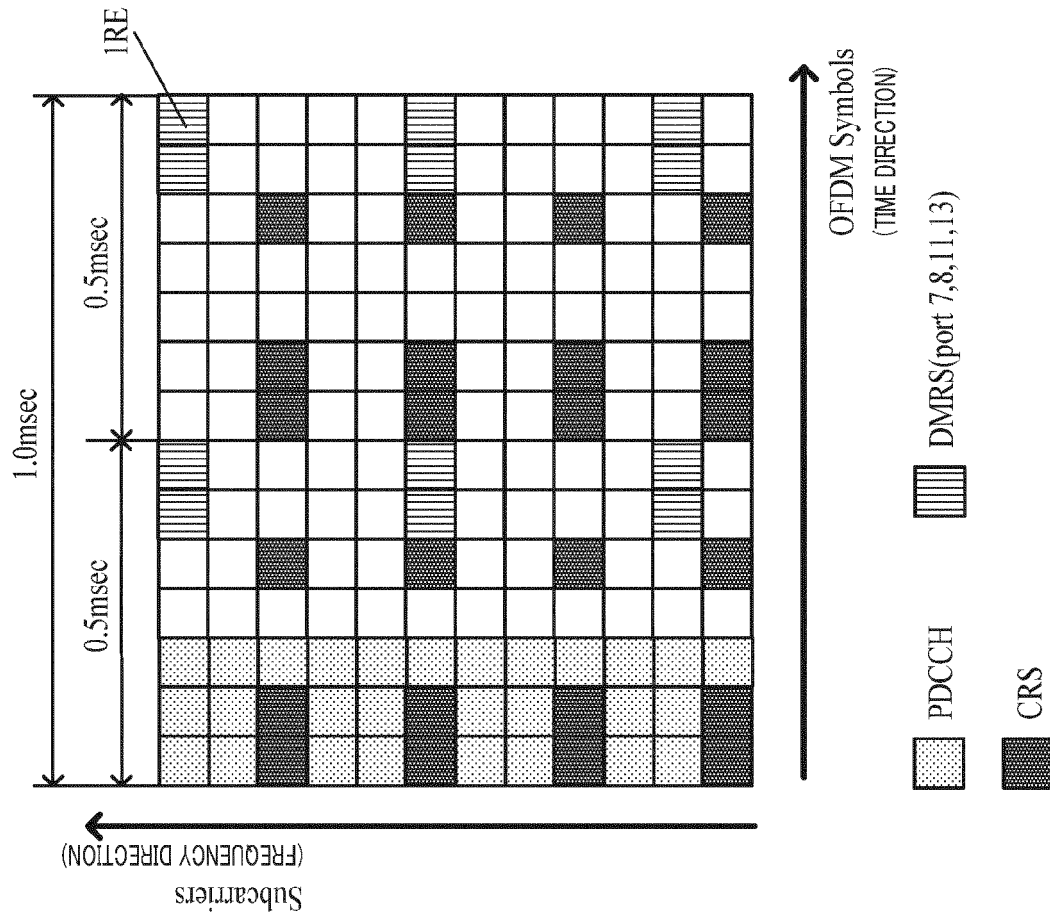 1.0msec
0.5msec
0.5msec
1RE
Subcarriers
(FREQUENCY DIRECTION)
OFDM Symbols
(TIME DIRECTION)
PDCCH
DMRS(port 7,8,11,13)
CRS